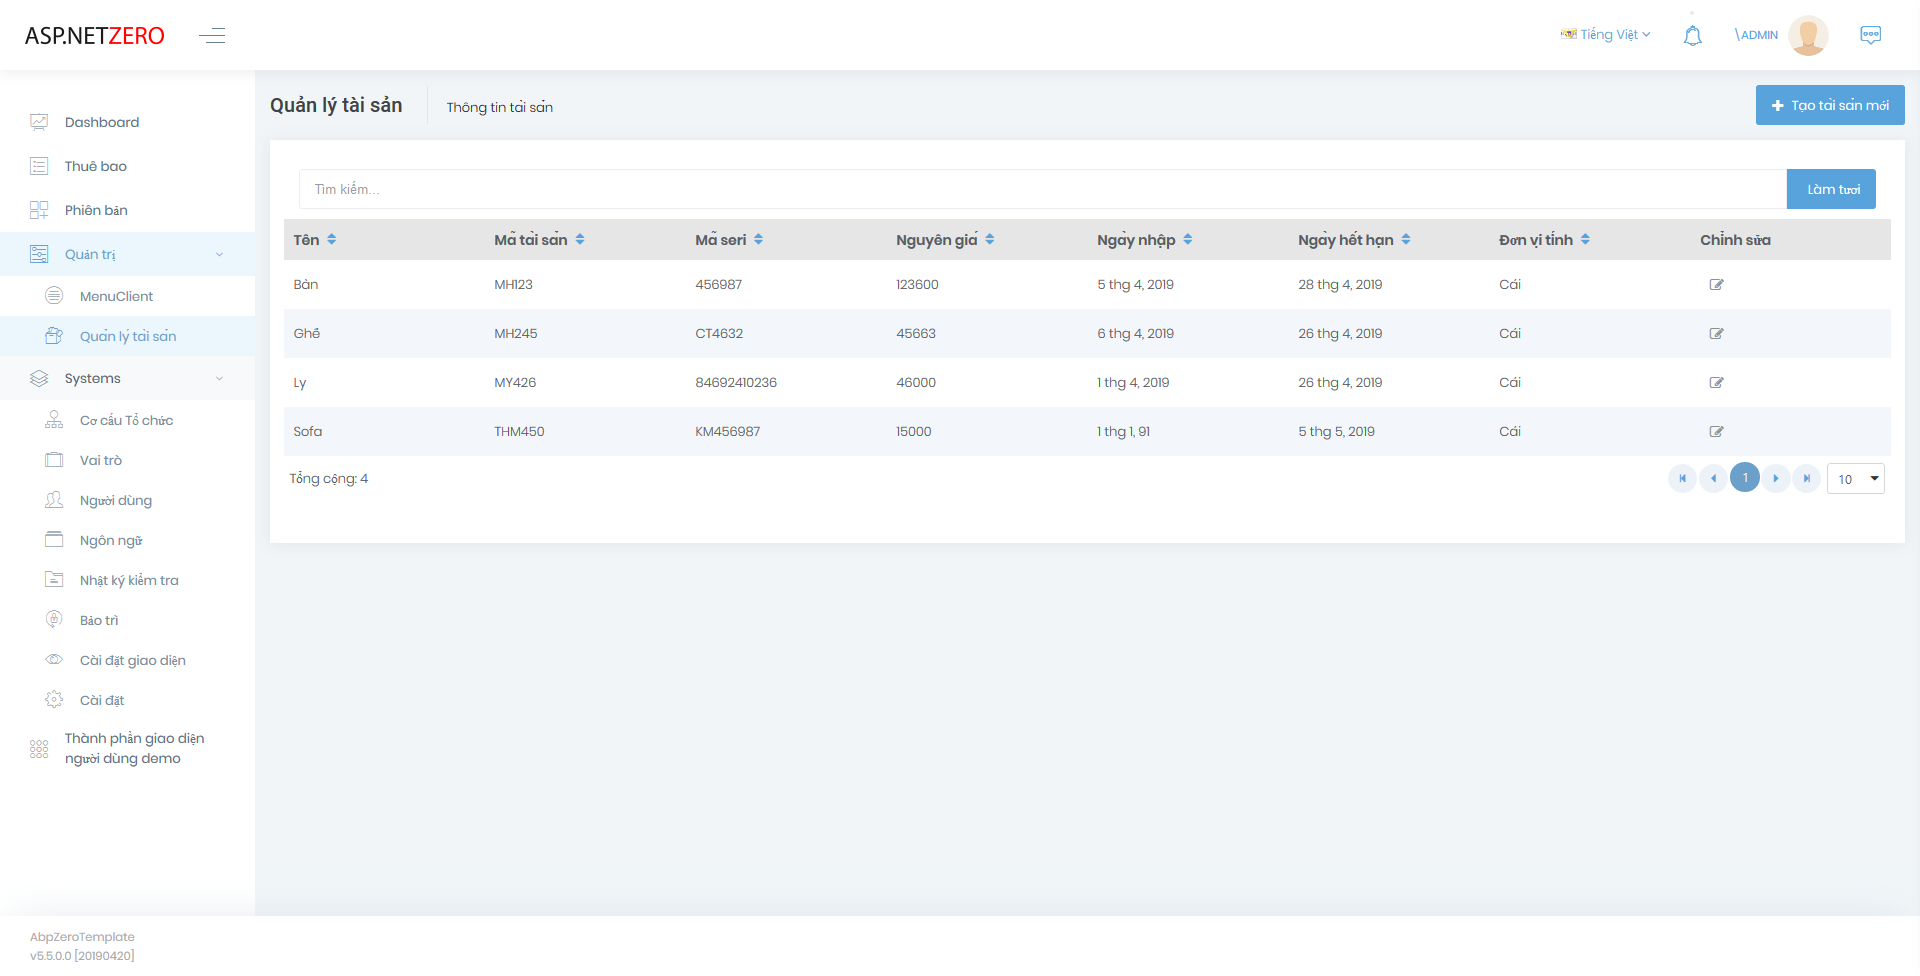 ASP.NETZERO
Tiếng Việt
\ADMIN
Dashboard
Thuê bao
Phiên bản
Quản trị
MenuClient
Quản lý tài sản
Systems
Cơ cấu Tổ chức
Vai trò
Người dùng
Ngôn ngữ
Nhật ký kiểm tra
Bảo trì
Cài đặt giao diện
Cài đặt
Thành phần giao diện
người dùng demo
Quản lý tài sản
Thông tin tài sản
Tạo tài sản mới
Tìm kiếm...
Làm tươi
Tên Mã tài sản Mã seri Nguyên giá Ngày nhập Ngày hết hạn Đơn vị tính Chỉnh sửa
Bàn MH123 456987 123600 5 thg 4, 2019 28 thg 4, 2019 Cái
Ghế MH245 CT4632 45663 6 thg 4, 2019 26 thg 4, 2019 Cái
Ly MY426 84692410236 46000 1 thg 4, 2019 26 thg 4, 2019 Cái
Sofa THM450 KM456987 15000 1 thg 1, 91 5 thg 5, 2019 Cái
Tổng cộng: 4
1
10
AbpZeroTemplate
v5.5.0.0 [20190420]